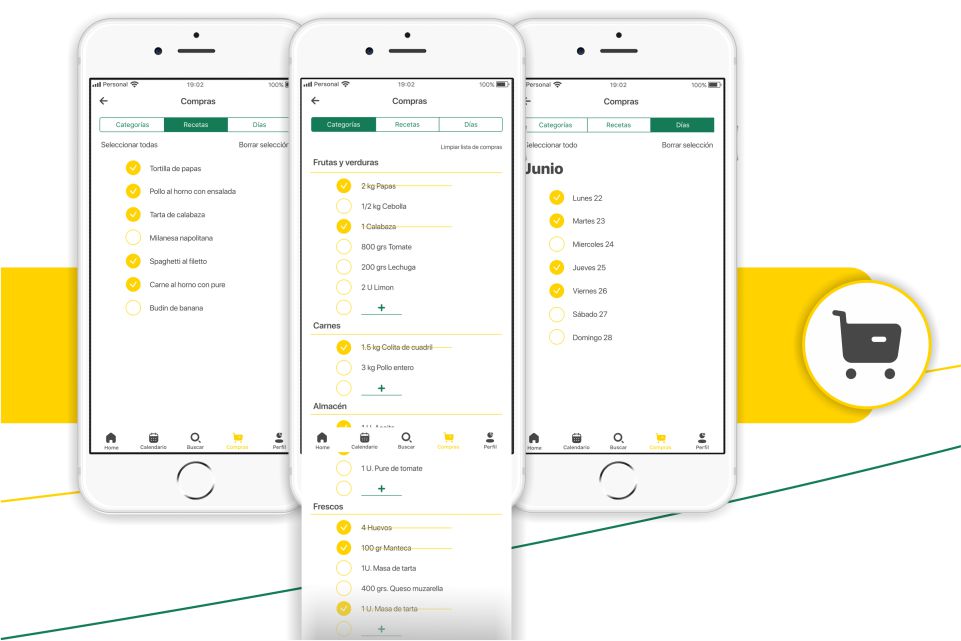 Personal 19:02 100%
Compras
Categorías Recetas Días
Seleccionar todas Borrar selección
Tortilla de papas
Pollo al horno con ensalada
Tarta de calabaza
Milanesa napolitana
Spaghetti al filetto
Carne al horno con pure
Budín de banana
Home Calendario Buscar Compras Perfil
Personal 19:02 100%
Compras
Categorías Recetas Días
Limpiar lista de compras
Frutas y verduras
2 kg Papas
1/2 kg Cebolla
1 Calabaza
800 grs Tomate
200 grs Lechuga
2 U Limon
+
Carnes
1.5 kg Colita de cuadril
3 kg Pollo entero
+
Almacén
Home Calendario Buscar Compras Perfil
1 U. Pure de tomate
+
Frescos
4 Huevos
100 gr Manteca
1U. Masa de tarta
400 grs. Queso muzarella
1 U. Masa de tarta
+
Personal 19:02 100%
Compras
Categorías Recetas Días
Seleccionar todo Borrar selección
Junio
Lunes 22
Martes 23
Miercoles 24
Jueves 25
Viernes 26
Sábado 27
Domingo 28
Home Calendario Buscar Compras Perfil